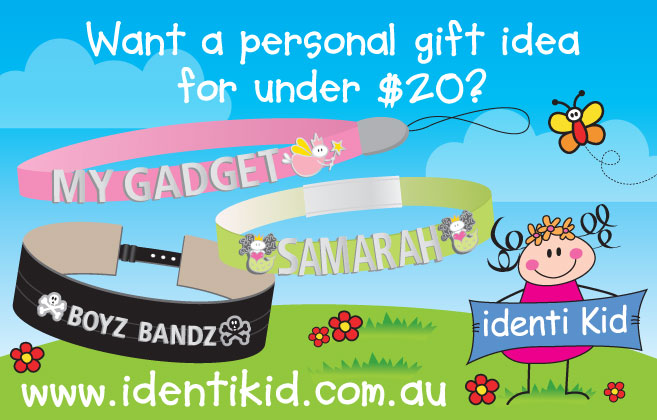 Want a personal gift idea
for under $20?
MY GADGET
SAMARAH
BOYZ BANDZ
identi Kid
www.identikid.com.au